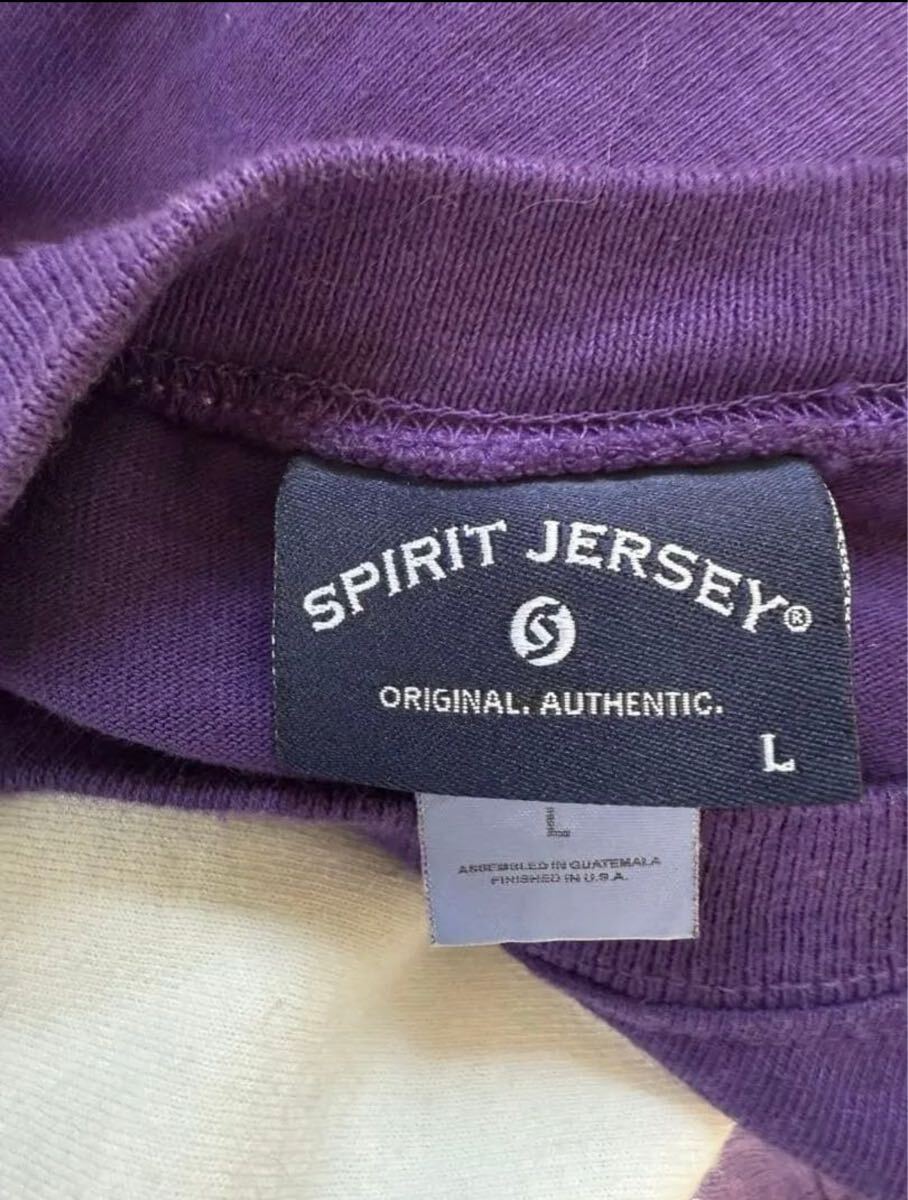 SPIRIT JERSEY®
ORIGINAL. AUTHENTIC.
L
L
ASSEMBLED IN GUATEMALA
FINISHED IN U.S.A.